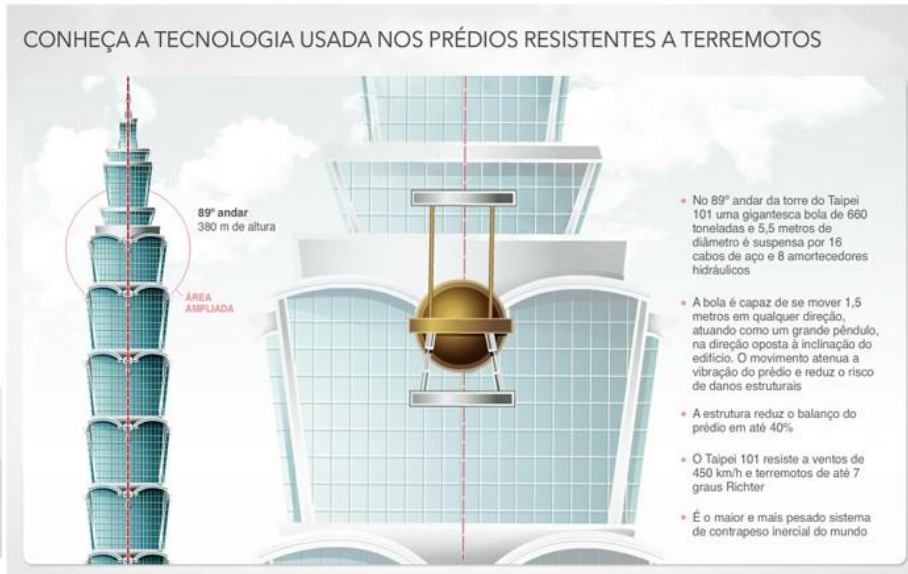 CONHEÇA A TECNOLOGIA USADA NOS PRÉDIOS RESISTENTES A TERREMOTOS
89º andar
380 m de altura
ÁREA
AMPLIADA
• No 89º andar da torre do Taipei
101 uma gigantesca bola de 660
toneladas e 5,5 metros de
diâmetro é suspensa por 16
cabos de aço e 8 amortecedores
hidráulicos
• A bola é capaz de se mover 1,5
metros em qualquer direção,
atuando como um grande pêndulo,
na direção oposta à inclinação do
edifício. O movimento atenua a
vibração do prédio e reduz o risco
de danos estruturais
• A estrutura reduz o balanço do
prédio em até 40%
• O Taipei 101 resiste a ventos de
450 km/h e terremotos de até 7
graus Richter
• É o maior e mais pesado sistema
de contrapeso inercial do mundo